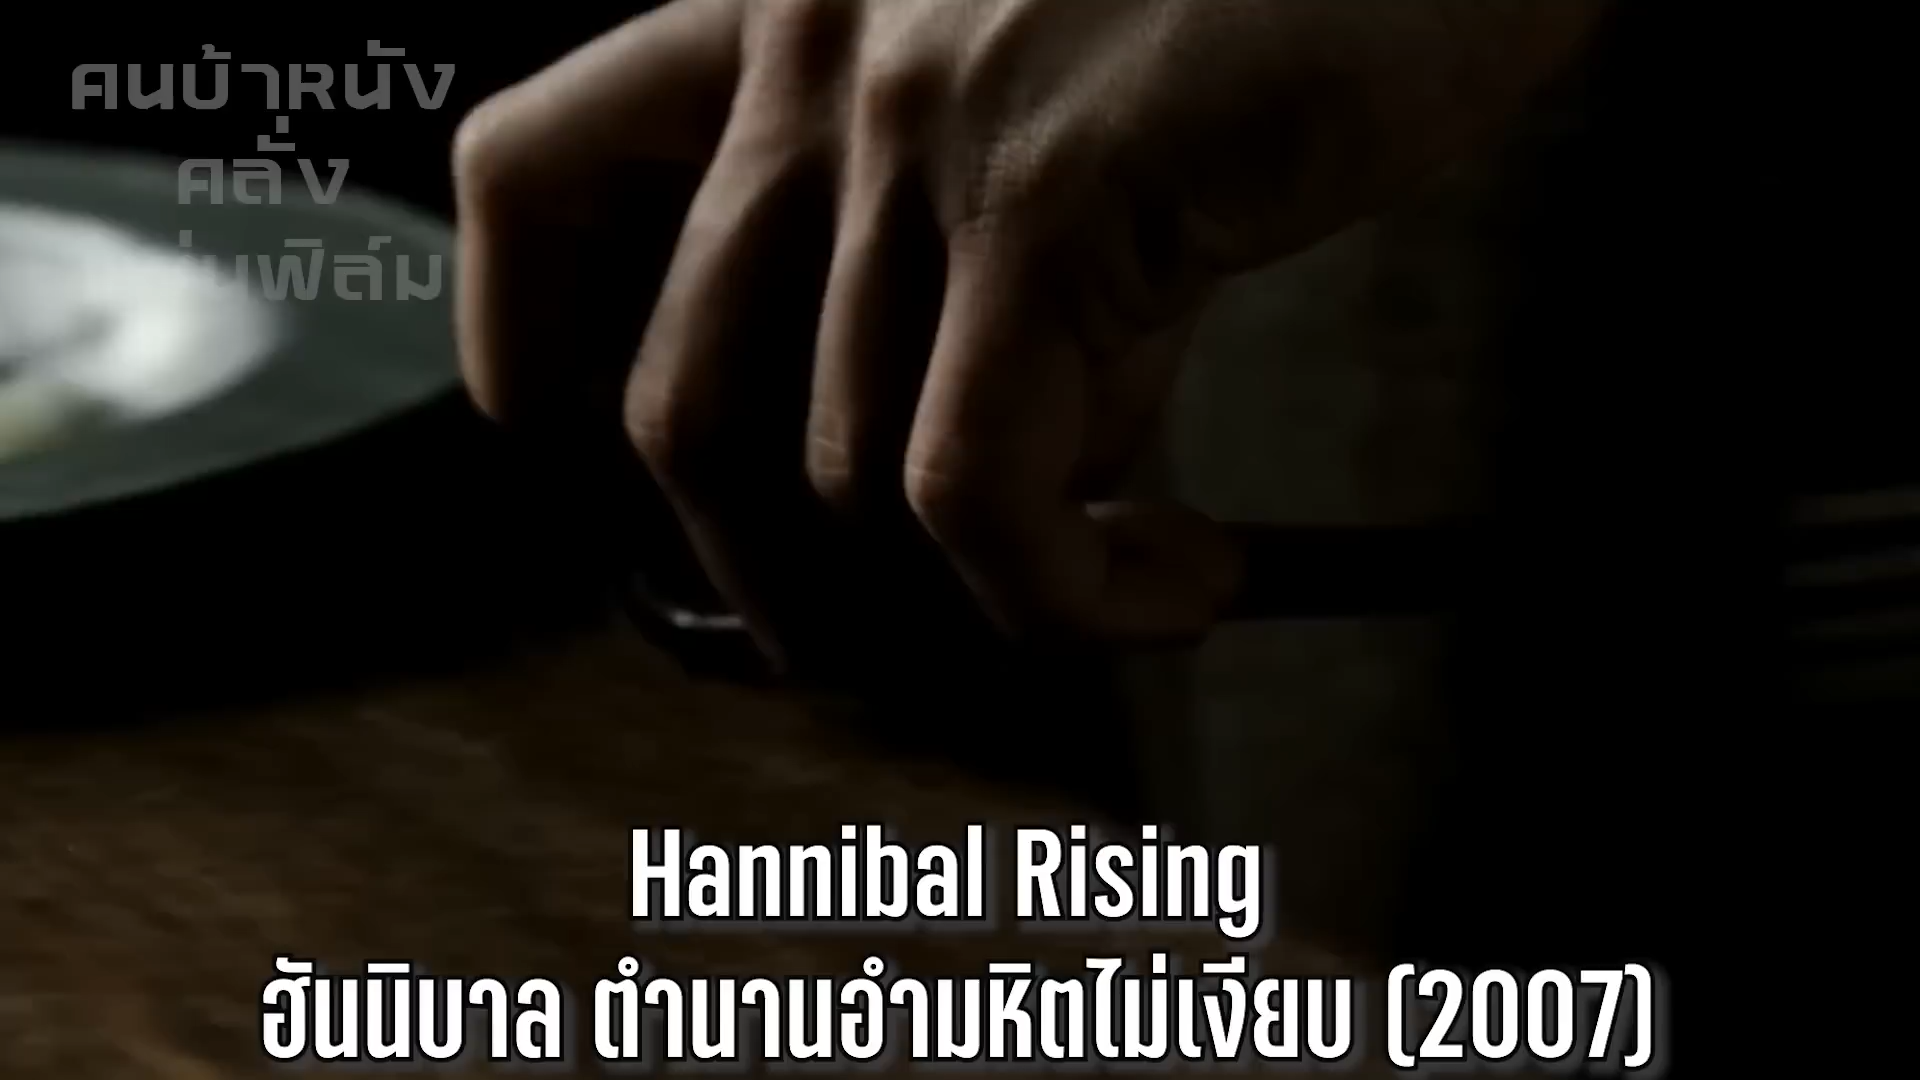 คนบ้าหนัง
คลั่ง
Hannibal Rising
ฮันนิบาล ตำนานอำมหิตไม่เงียบ (2007)